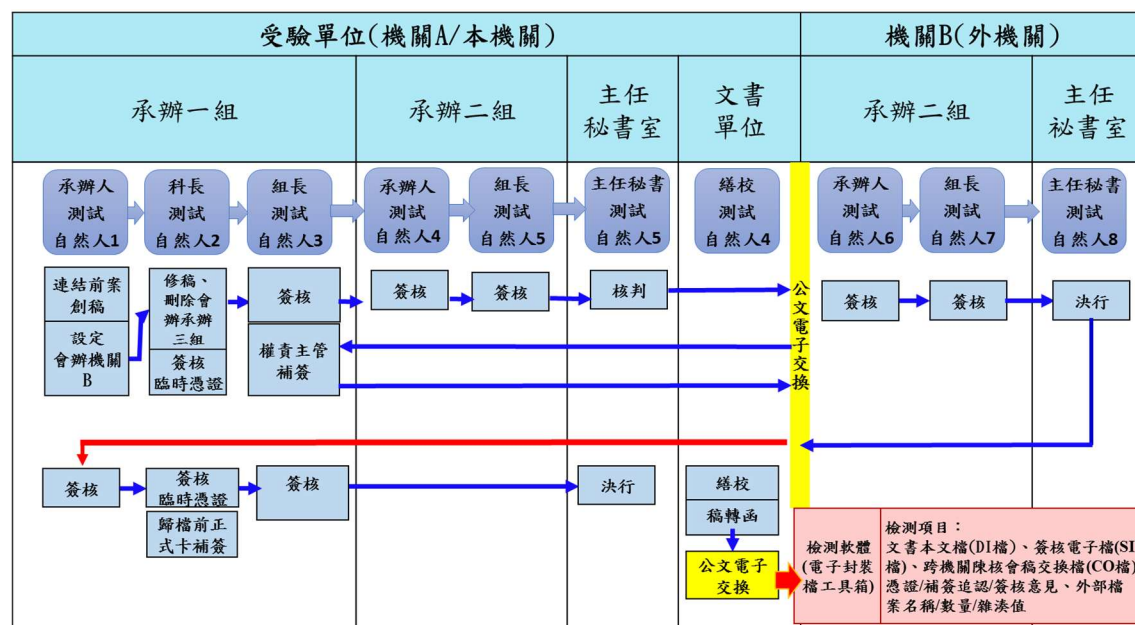 受驗單位(機關A/本機關)
機關B(外機關)
承辦一組
承辦二組
主任
秘書室
文書
單位
承辦二組
主任
祕書室
承辦人
測試
自然人1
科長
測試
自然人2
組長
測試
自然人3
承辦人
測試
自然人4
組長
測試
自然人5
主任秘書
測試
自然人5
繕校
測試
自然人4
承辦人
測試
自然人6
組長
測試
自然人7
主任秘書
測試
自然人8
連結前案
創稿
設定
會辦機關
B
修稿、
刪除會
辦承辦
三組
簽核
臨時憑證
簽核
權責主管
補簽
簽核
簽核
核判
公文電子交換
簽核
簽核
決行
簽核
簽核
臨時憑證
歸檔前正
式卡補簽
簽核
決行
繕校
稿轉函
公文電子
交換
檢測軟體
(電子封裝
檔工具箱)
檢測項目：
文書本文檔(DI檔)、簽核電子檔(SI
檔)、跨機關陳核會稿交換檔(CO檔)
憑證/補簽追認/簽核意見、外部檔
案名稱/數量/雜湊值